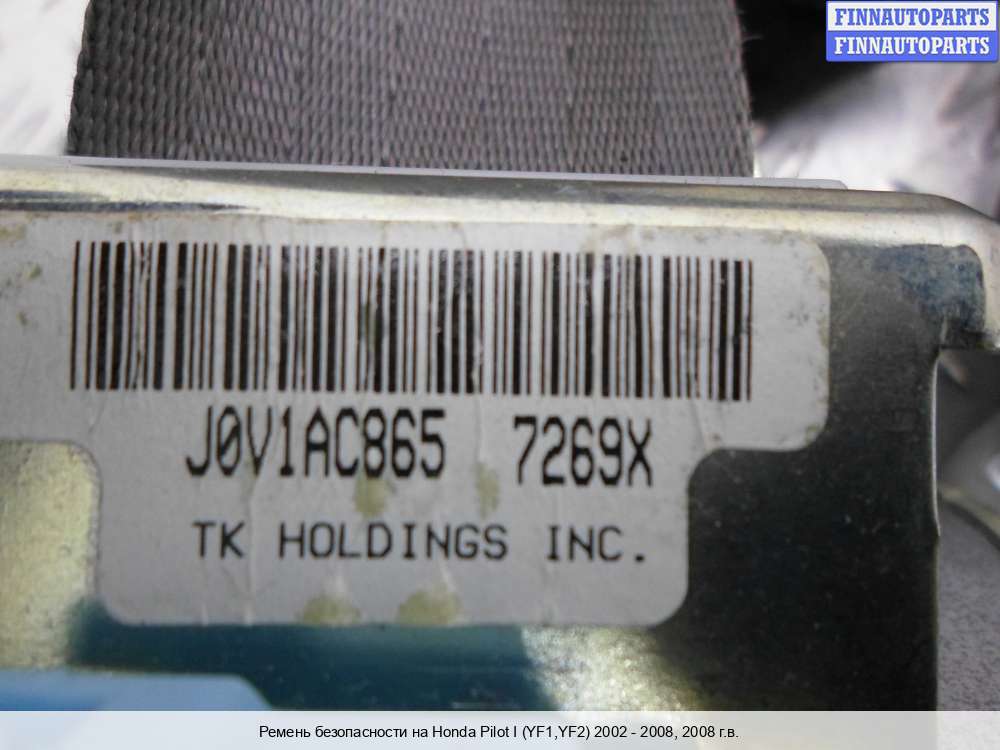 FINNAUTOPARTS
FINNAUTOPARTS
J0V1AC865 7269X
TK HOLDINGS INC.
Ремень безопасности на Honda Pilot I (YF1,YF2) 2002 - 2008, 2008 г.в.